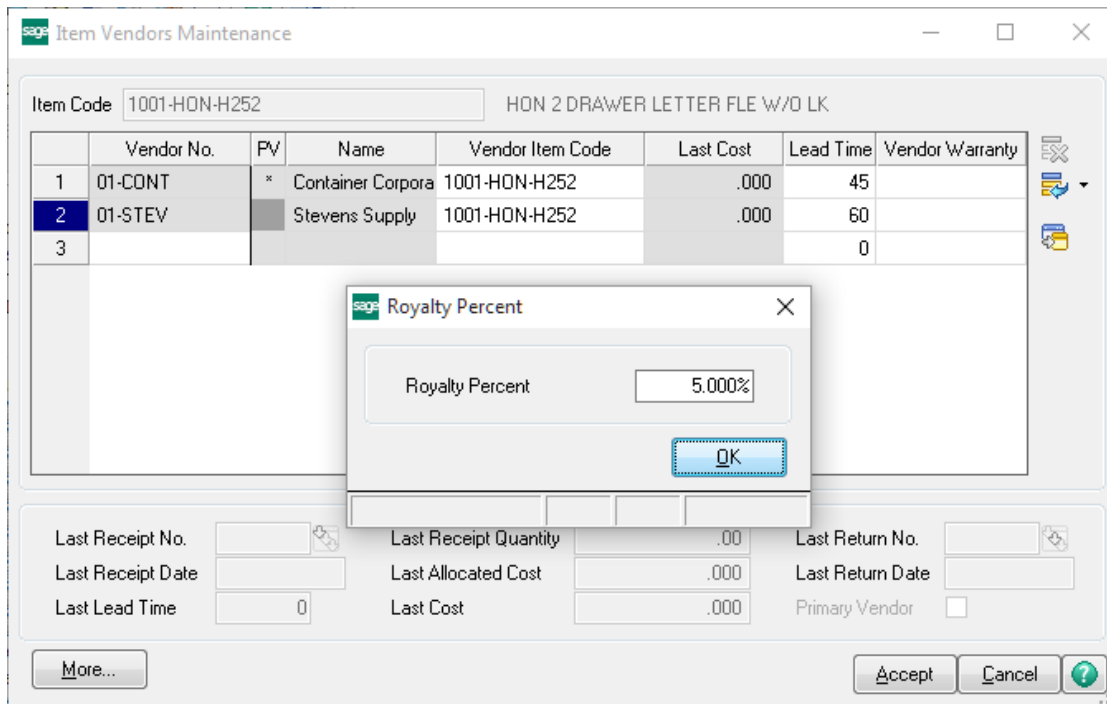 sage Item Vendors Maintenance
Item Code 1001-HON-H252 HON 2 DRAWER LETTER FLE W/O LK
Vendor No. PV Name Vendor Item Code Last Cost Lead Time Vendor Warranty
1 01-CONT * Container Corpora 1001-HON-H252 .000 45
2 01-STEV Stevens Supply 1001-HON-H252 .000 60
3 0
sage Royalty Percent
Royalty Percent 5.000%
OK
Last Receipt No. Last Receipt Quantity .00 Last Return No.
Last Receipt Date Last Allocated Cost .000 Last Return Date
Last Lead Time 0 Last Cost .000 Primary Vendor
More... Accept Cancel ?